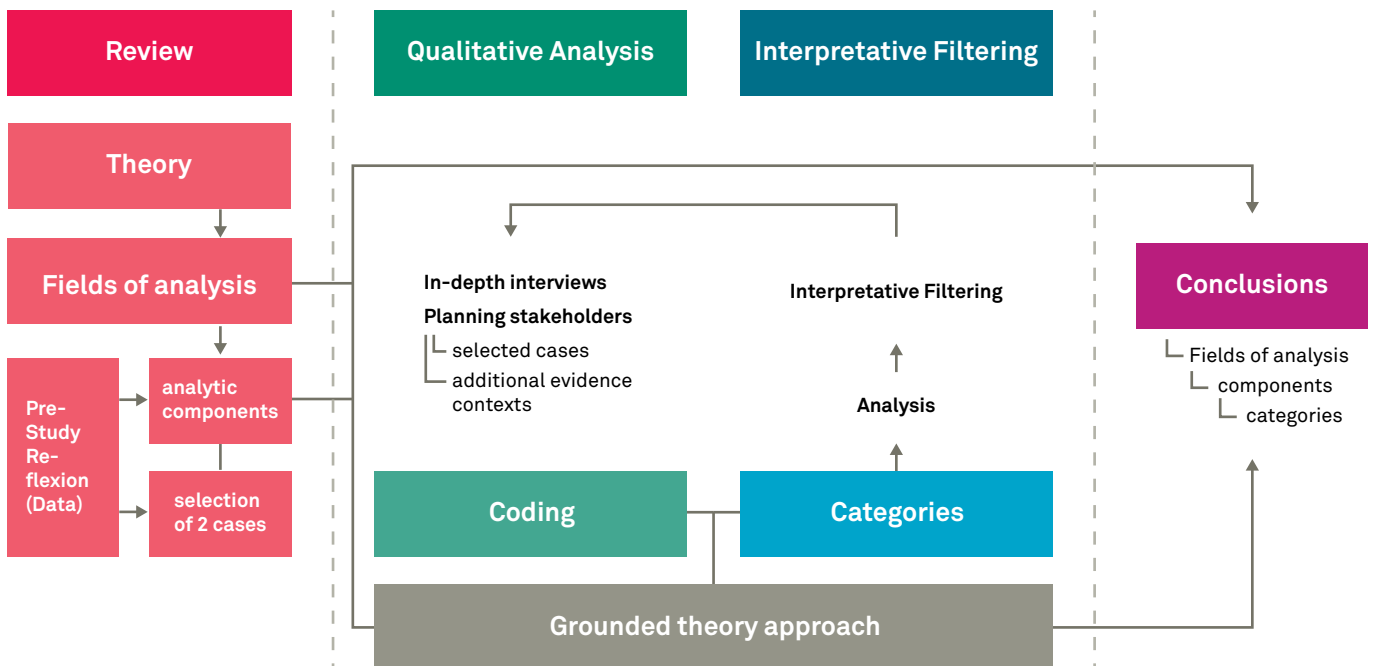 Review
Qualitative Analysis
Interpretative Filtering
Theory
Fields of analysis
Pre-
Study
Re-
flexion
(Data)
analytic
components
selection
of 2 cases
In-depth interviews
Planning stakeholders
selected cases
additional evidence
contexts
Interpretative Filtering
Analysis
Coding
Categories
Grounded theory approach
Conclusions
Fields of analysis
components
categories